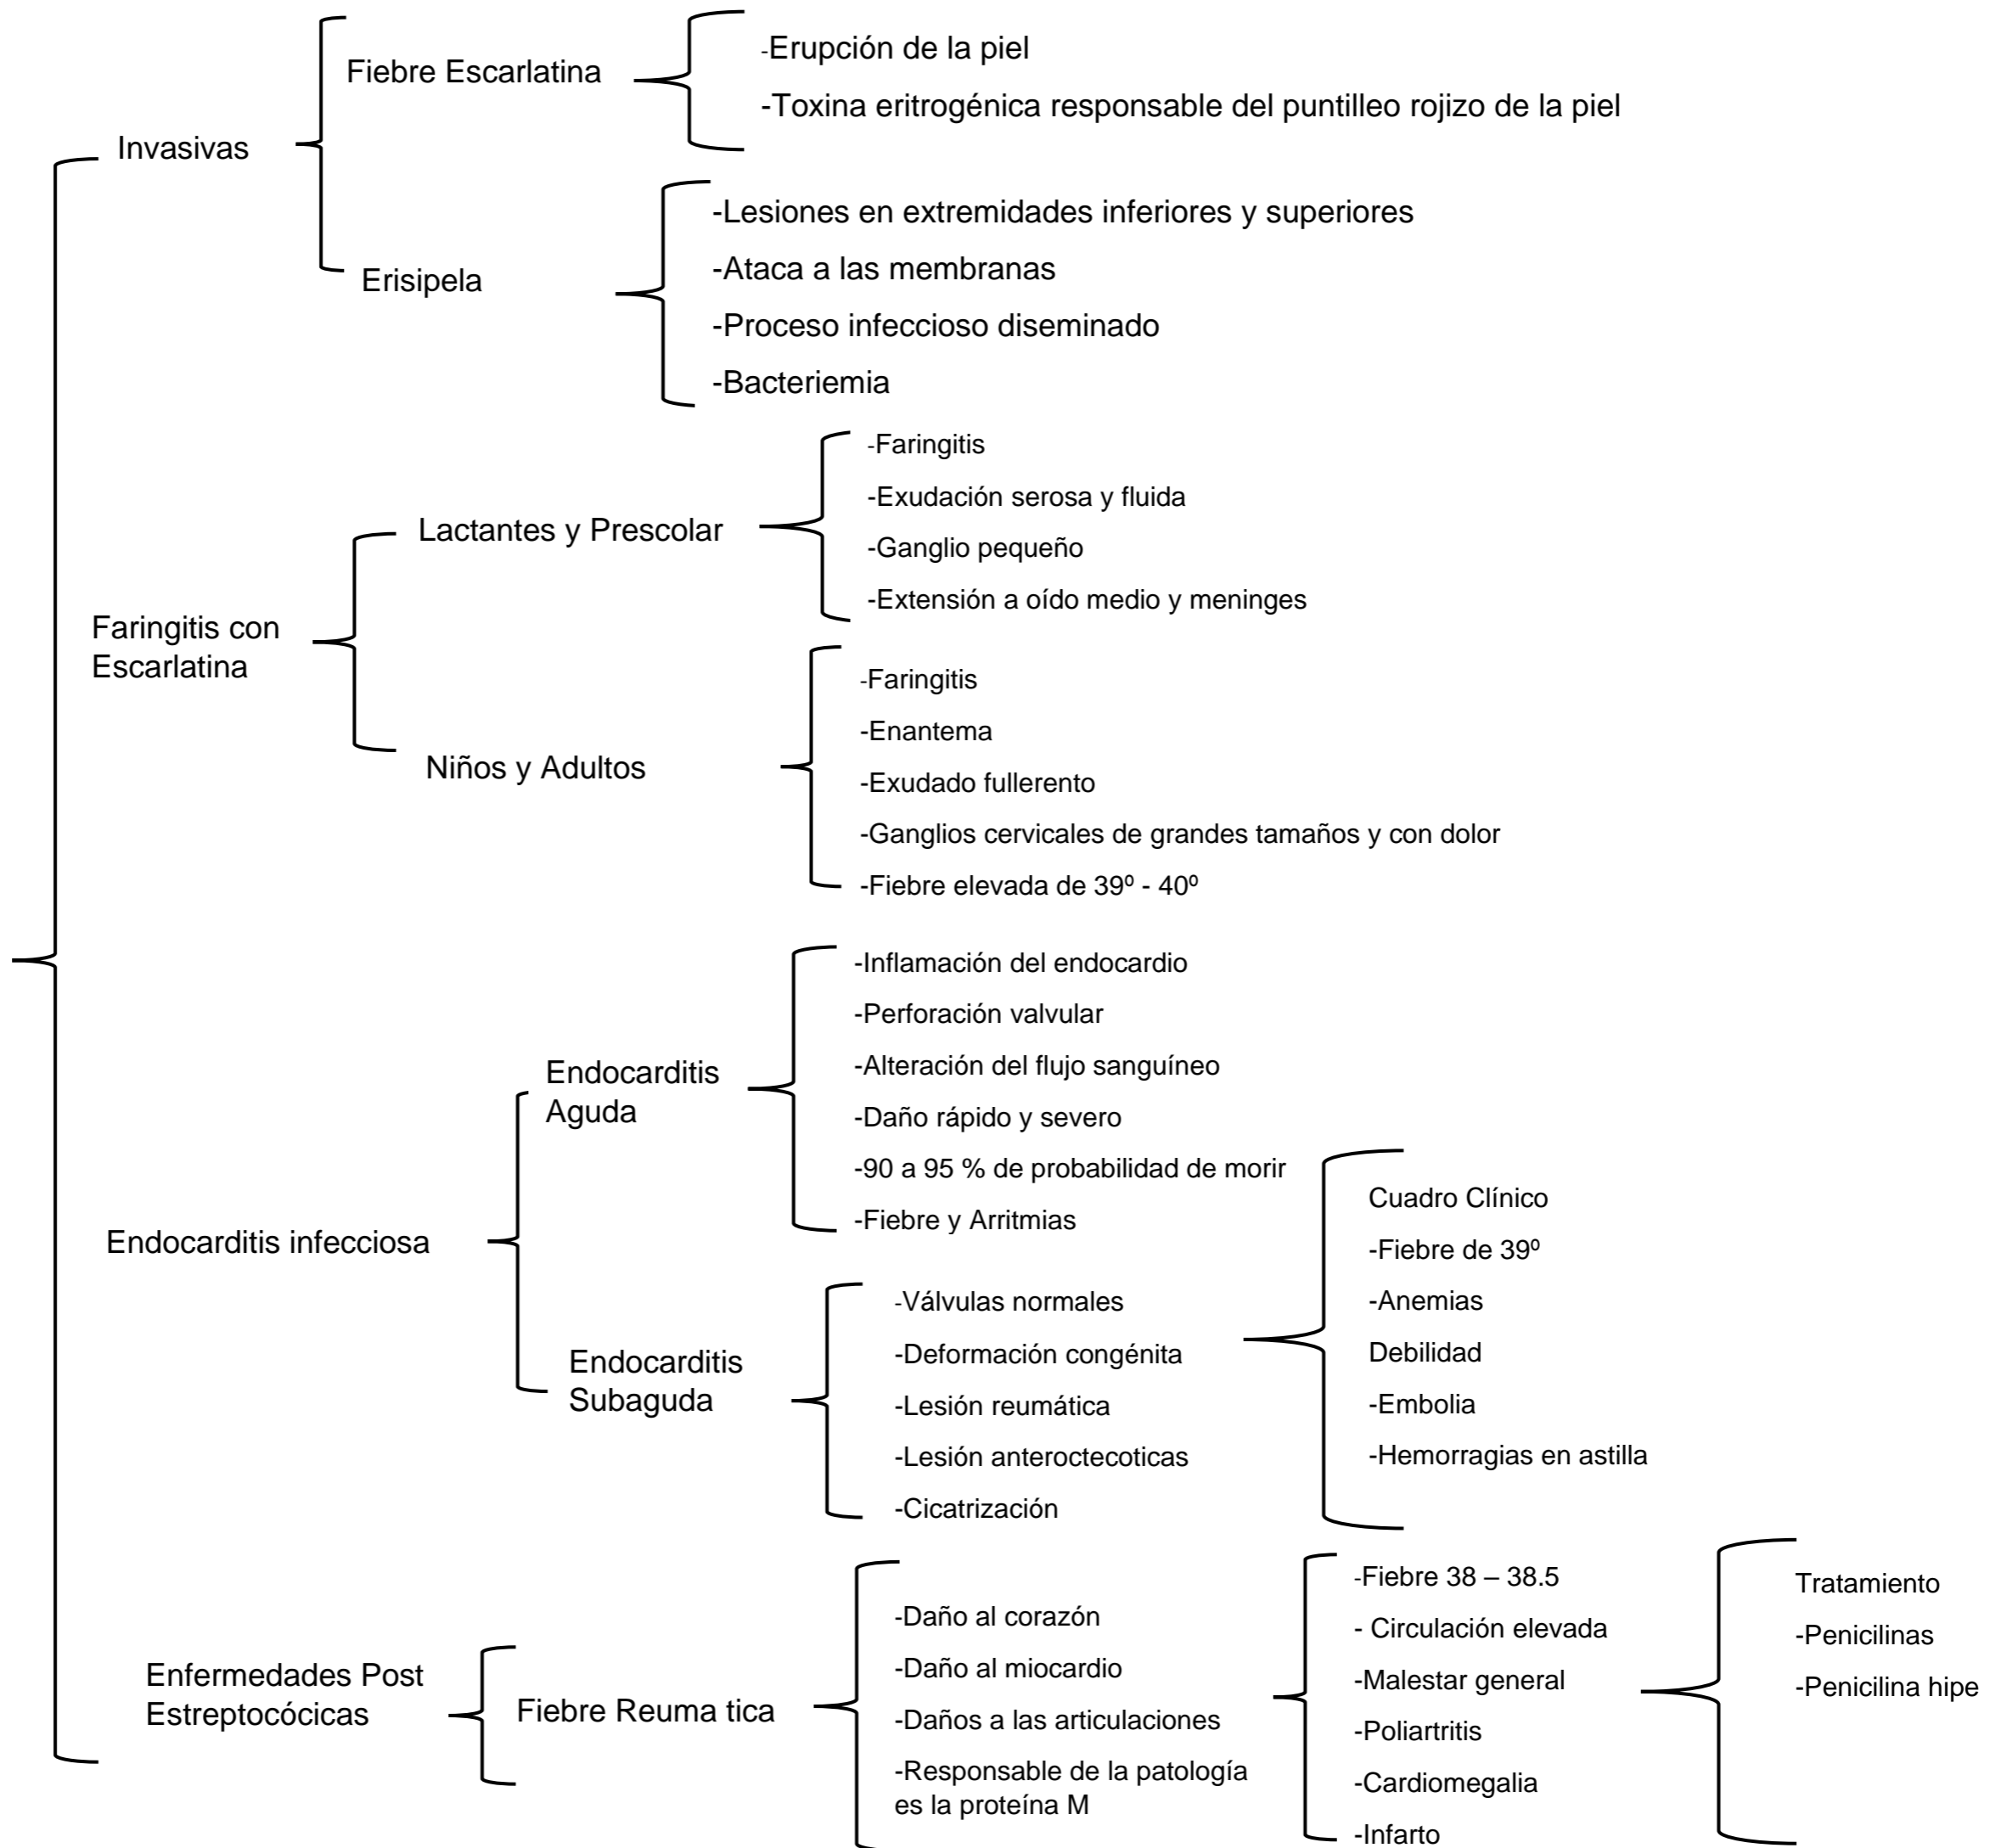 Invasivas
Fiebre Escarlatina
-Erupción de la piel
-Toxina eritrogénica responsable del puntilleo rojizo de la piel
Erisipela
-Lesiones en extremidades inferiores y superiores
-Ataca a las membranas
-Proceso infeccioso diseminado
-Bacteriemia
Faringitis con
Escarlatina
Lactantes y Prescolar
-Faringitis
-Exudación serosa y fluida
-Ganglio pequeño
-Extensión a oído medio y meninges
Niños y Adultos
-Faringitis
-Enantema
-Exudado fullerento
-Ganglios cervicales de grandes tamaños y con dolor
-Fiebre elevada de 39º - 40º
Endocarditis infecciosa
Endocarditis
Aguda
-Inflamación del endocardio
-Perforación valvular
-Alteración del flujo sanguíneo
-Daño rápido y severo
-90 a 95 % de probabilidad de morir
-Fiebre y Arritmias
Endocarditis
Subaguda
-Válvulas normales
-Deformación congénita
-Lesión reumática
-Lesión anteroctecoticas
-Cicatrización
Cuadro Clínico
-Fiebre de 39º
-Anemias
Debilidad
-Embolia
-Hemorragias en astilla
Enfermedades Post
Estreptocócicas
Fiebre Reuma tica
-Daño al corazón
-Daño al miocardio
-Daños a las articulaciones
-Responsable de la patología
es la proteína M
-Fiebre 38 – 38.5
- Circulación elevada
-Malestar general
-Poliartritis
-Cardiomegalia
-Infarto
Tratamiento
-Penicilinas
-Penicilina hipe